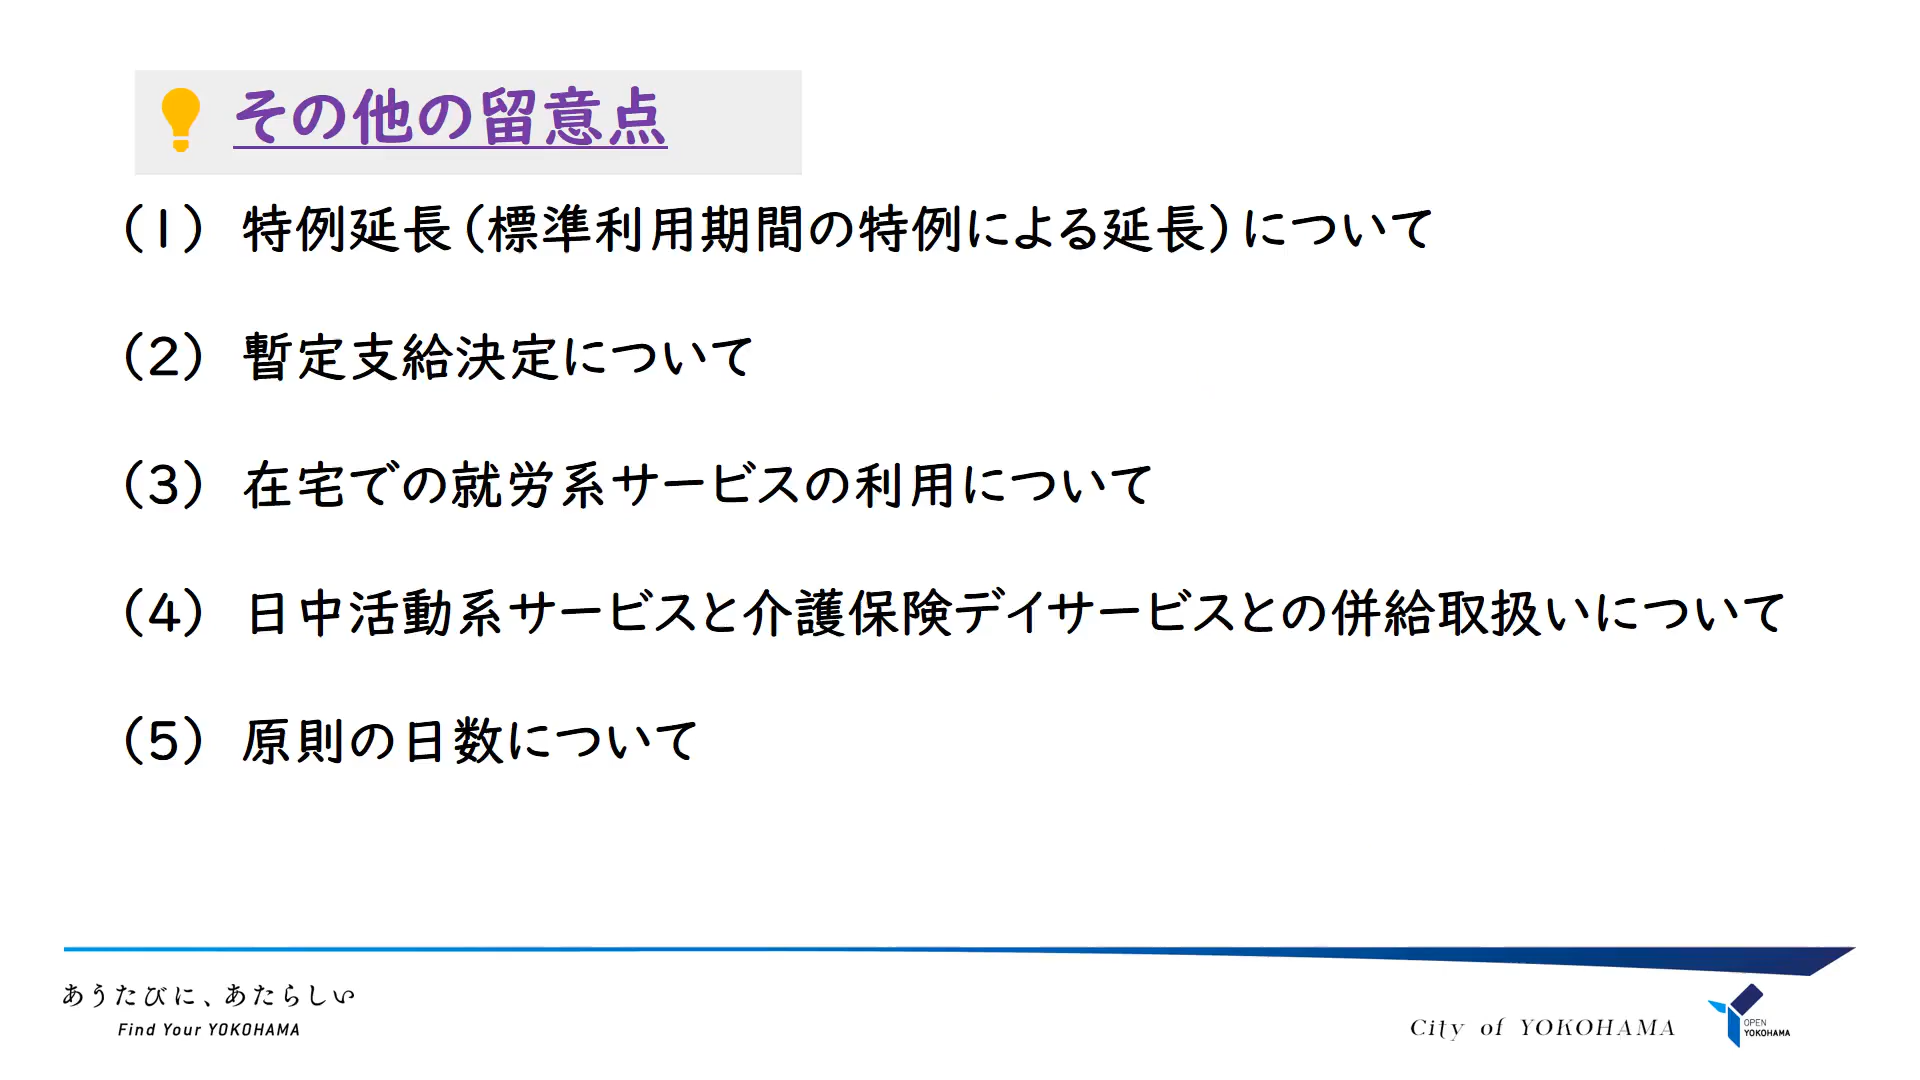 その他の留意点
(1) 特例延長(標準利用期間の特例による延長)について
(2) 暫定支給決定について
(3) 在宅での就労系サービスの利用について
(4) 日中活動系サービスと介護保険デイサービスとの併給取扱いについて
(5) 原則の日数について
あうたびに、あたらしい
Find Your YOKOHAMA
City of YOKOHAMA
OPEN
YOKOHAMA